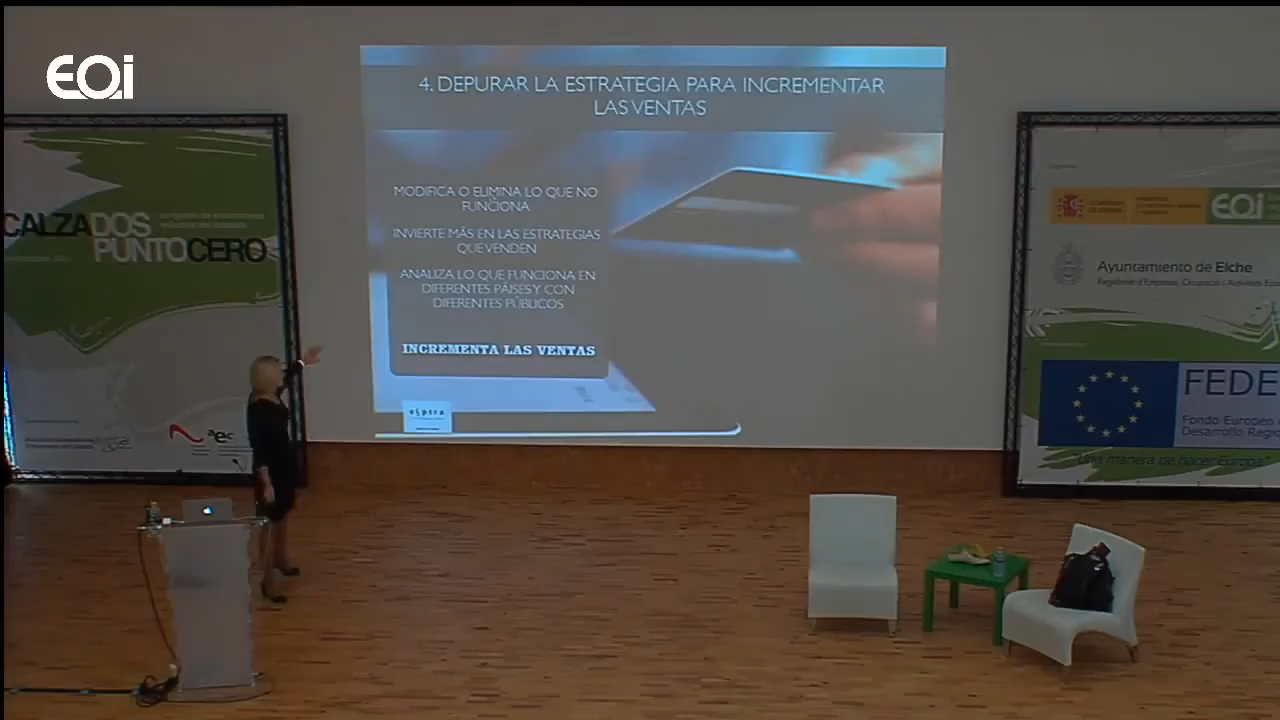 EOi
4. DEPURAR LA ESTRATEGIA PARA INCREMENTAR
LAS VENTAS
MODIFICA O ELIMINA LO QUE NO
FUNCIONA
INVIERTE MÁS EN LAS ESTRATEGIAS
QUE VENDEN
ANALIZA LO QUE FUNCIONA EN
DIFERENTES PAÍSES Y CON
DIFERENTES PÚBLICOS
INCREMENTA LAS VENTAS
CALZADOS
PUNTOCERO
aec
EOi
Ayuntamiento de Elche
FEDE
Fondo Europeo
Desarrollo Regio
Una manera de hacer Europa